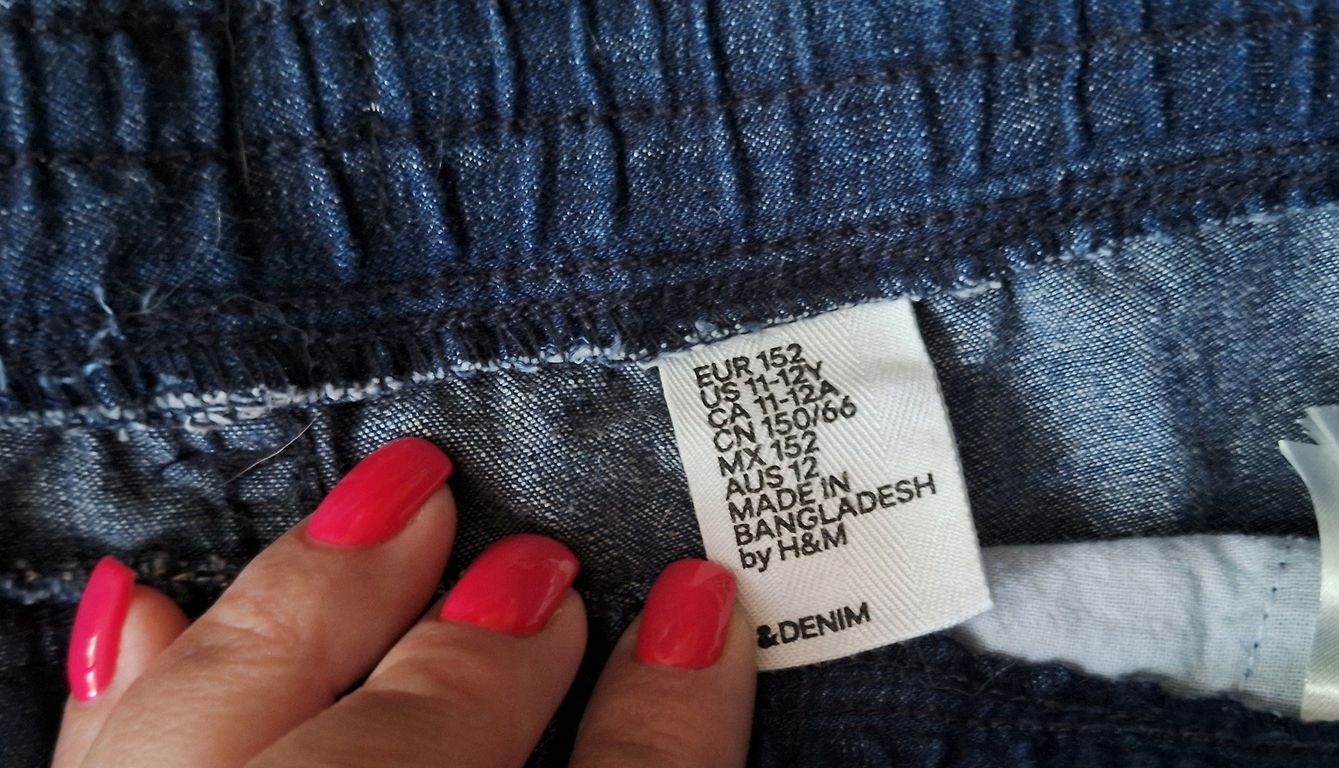 EUR 152
US 11-12Y
CA 11-12A
CN 150/66
MX 152
AUS 12
MADE IN
BANGLADESH
by H&M
&DENIM